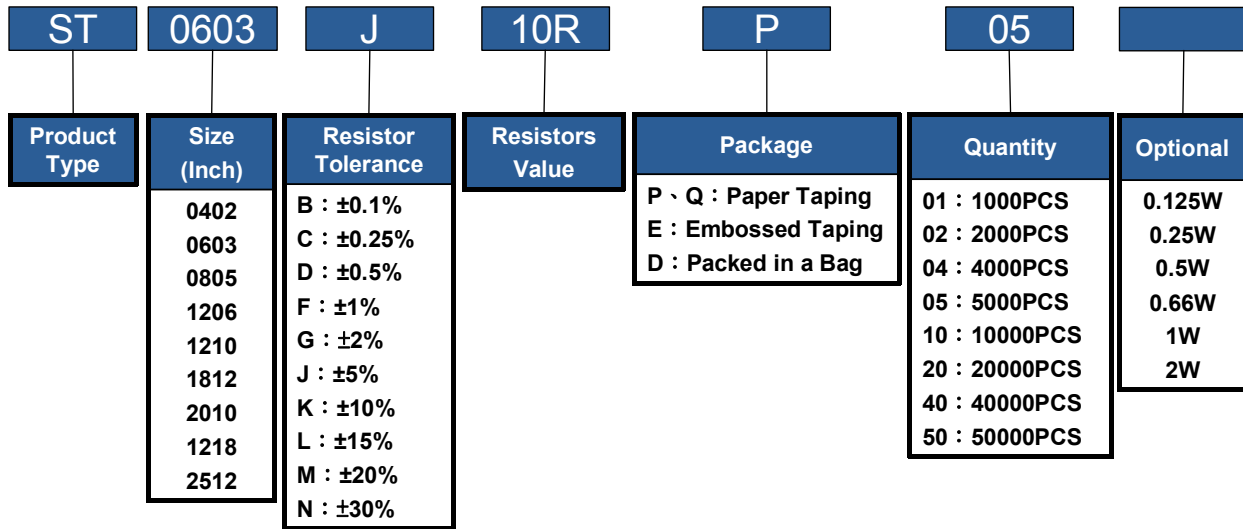 ST 0603 J 10R P 05
Product
Type
Size
(Inch)
0402
0603
0805
1206
1210
1812
2010
1218
2512
Resistor
Tolerance
B：±0.1%
C：±0.25%
D：±0.5%
F：±1%
G：±2%
J：±5%
K：±10%
L：±15%
M：±20%
N：±30%
Resistors
Value
Package
P、Q：Paper Taping
E：Embossed Taping
D：Packed in a Bag
Quantity
01：1000PCS
02：2000PCS
04：4000PCS
05：5000PCS
10：10000PCS
20：20000PCS
40：40000PCS
50：50000PCS
Optional
0.125W
0.25W
0.5W
0.66W
1W
2W